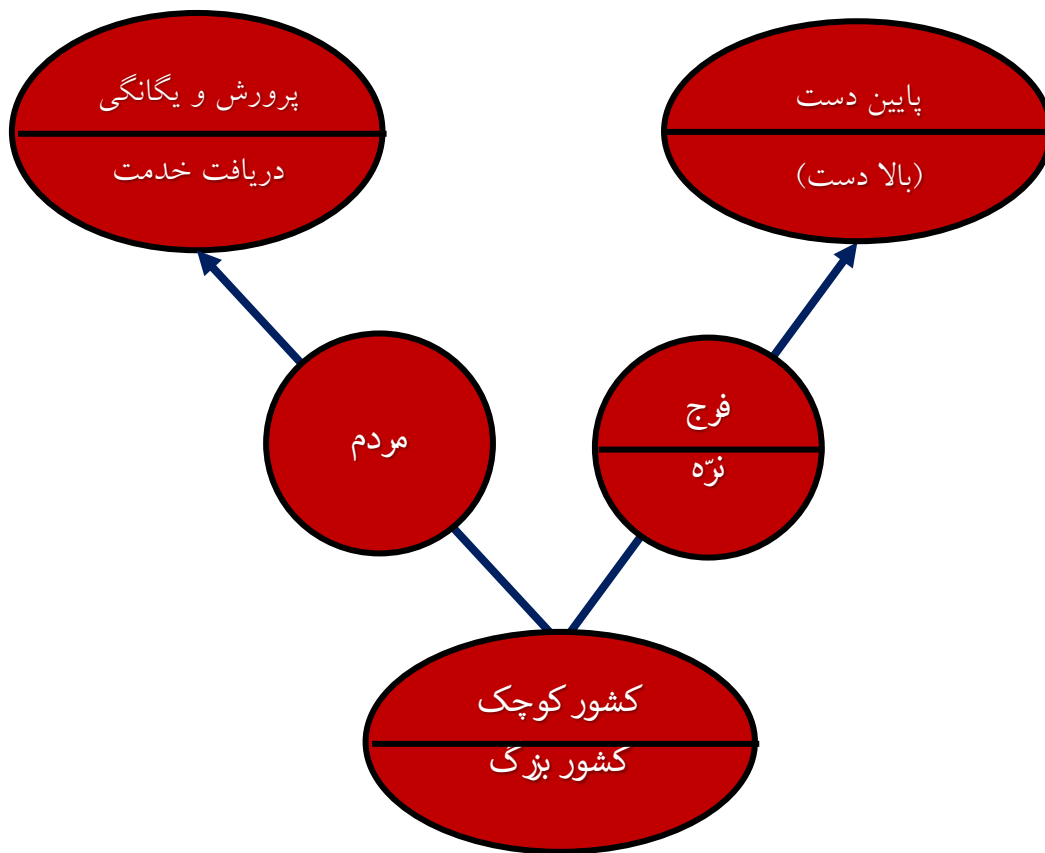 پایین دست
(بالا دست)
پرورش و یگانگی
دریافت خدمت
فرج
نرّه
مردم
کشور کوچک
کشور بزرگ